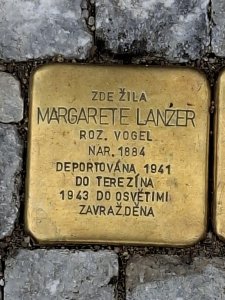 ZDE ŽILA
MARGARETE LANZER
ROZ. VOGEL
NAR. 1884
DEPORTOVÁNA 1941
DO TEREZÍNA
1943 DO OSVĚTIMI
ZAVRAŽDĚNA